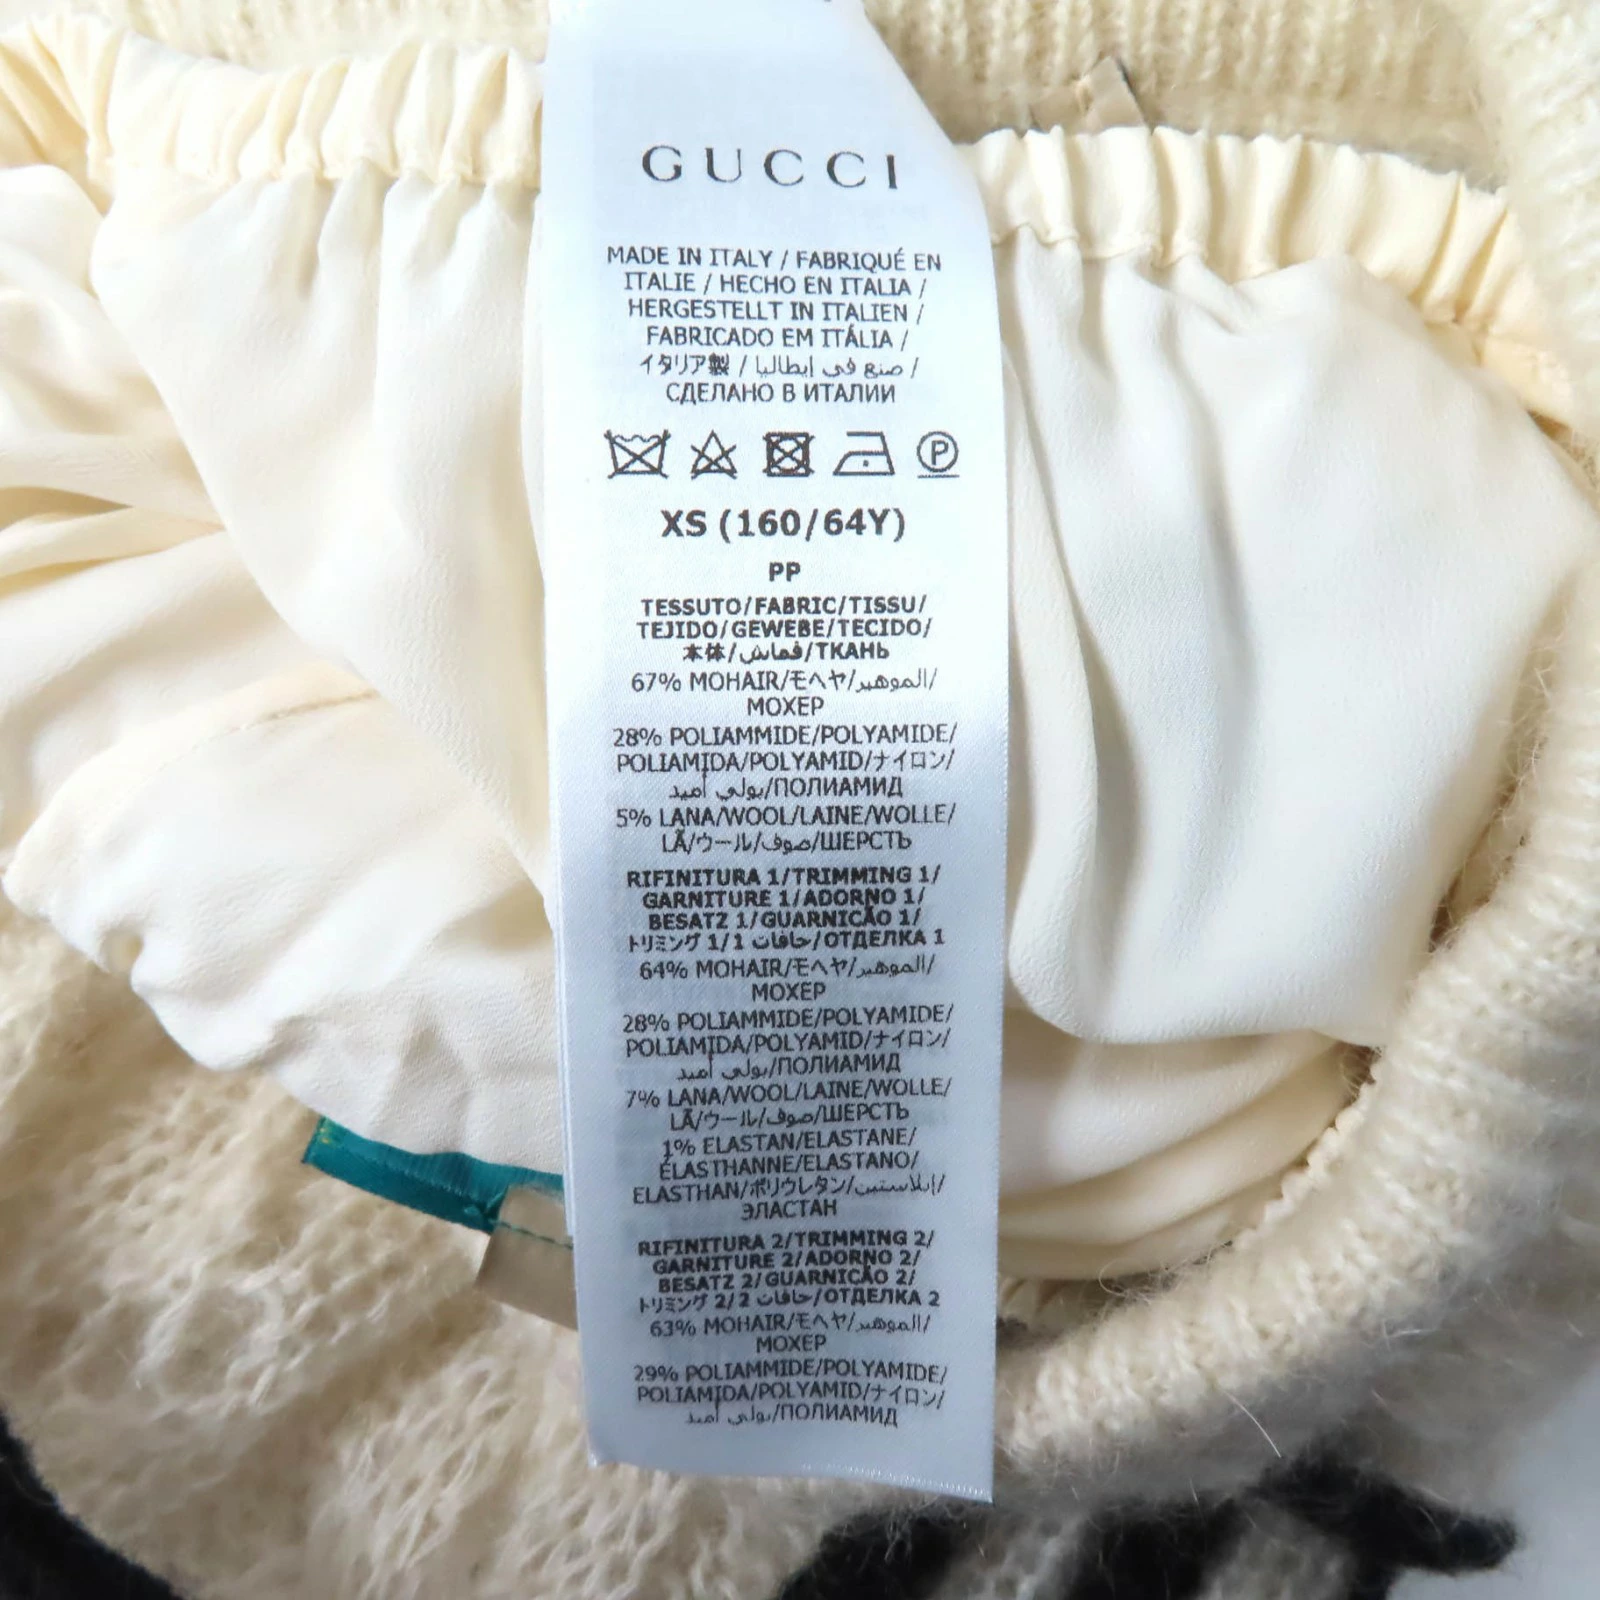 GUCCI
MADE IN ITALY / FABRIQUÉ EN
ITALIE / HECHO EN ITALIA /
HERGESTELLT IN ITALIEN /
FABRICADO EM ITÁLIA /
イタリア製 / صنع في إيطاليا /
СДЕЛАНО В ИТАЛИИ
P
XS (160/64Y)
PP
TESSUTO/FABRIC/TISSU/
TEJIDO/GEWEBE/TECIDO/
本体/قماش/ТКАНЬ
67% MOHAIR/モヘヤ/الموهير/
МОХЕР
28% POLIAMMIDE/POLYAMIDE/
POLIAMIDA/POLYAMID/ナイロン/
بولي أميد/ПОЛИАМИД
5% LANA/WOOL/LAINE/WOLLE/
LÃ/ウール/صوف/ШЕРСТЬ
RIFINITURA 1/TRIMMING 1/
GARNITURE 1/ADORNO 1/
BESATZ 1/GUARNICÃO 1/
トリミング 1/1 حافات/ОТДЕЛКА 1
64% MOHAIR/モヘヤ/الموهير/
МОХЕР
28% POLIAMMIDE/POLYAMIDE/
POLIAMIDA/POLYAMID/ナイロン/
بولي أميد/ПОЛИАМИД
7% LANA/WOOL/LAINE/WOLLE/
LÃ/ウール/صوف/ШЕРСТЬ
1% ELASTAN/ELASTANE/
ÉLASTHANNE/ELASTANO/
ELASTHAN/ポリウレタン/إيلاستين/
ЭЛАСТАН
RIFINITURA 2/TRIMMING 2/
GARNITURE 2/ADORNO 2/
BESATZ 2/GUARNICÃO 2/
トリミング 2/2 حافات/ОТДЕЛКА 2
63% MOHAIR/モヘヤ/الموهير/
МОХЕР
29% POLIAMMIDE/POLYAMIDE/
POLIAMIDA/POLYAMID/ナイロン/
بولي أميد/ПОЛИАМИД